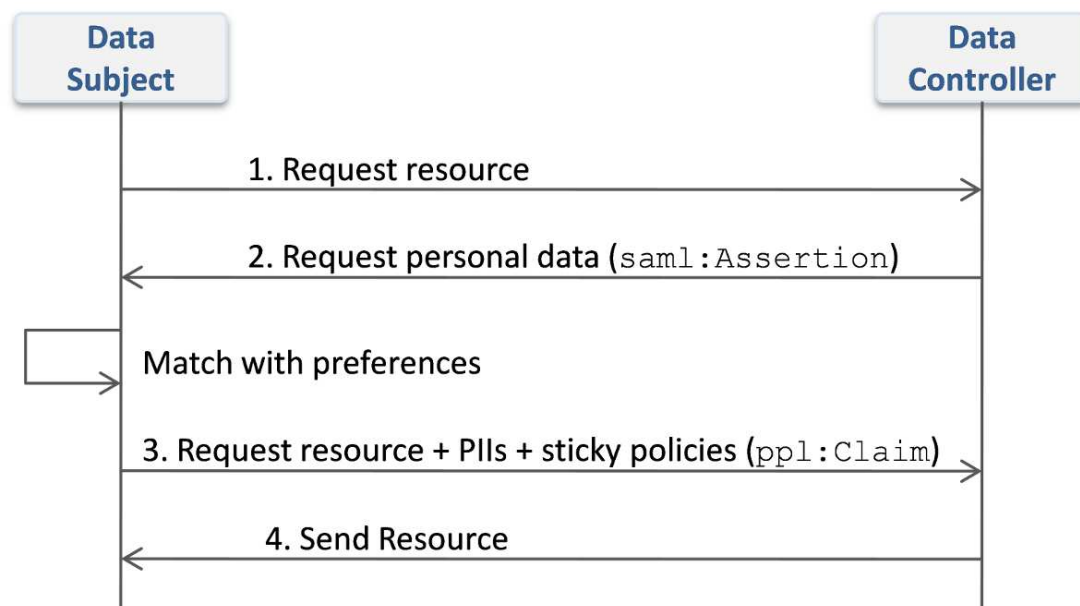 Data
Subject
Data
Controller
1. Request resource
2. Request personal data (saml:Assertion)
Match with preferences
3. Request resource + PIIs + sticky policies (ppl:Claim)
4. Send Resource